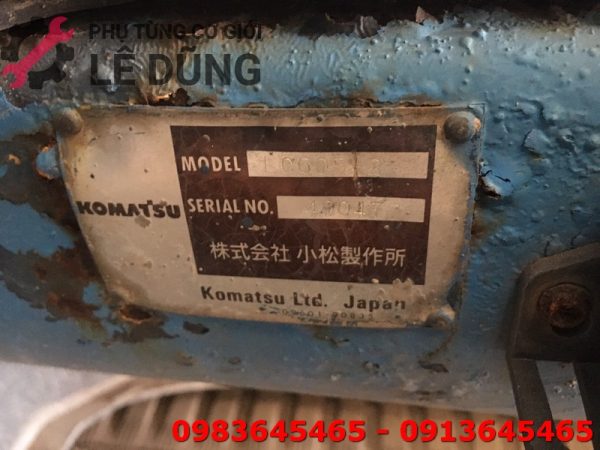 PHỤ TÙNG CƠ GIỚI
LÊ DŨNG
MODEL
KOMATSU
SERIAL NO.
株式会社 小松製作所
Komatsu Ltd. Japan
0983645465 - 0913645465